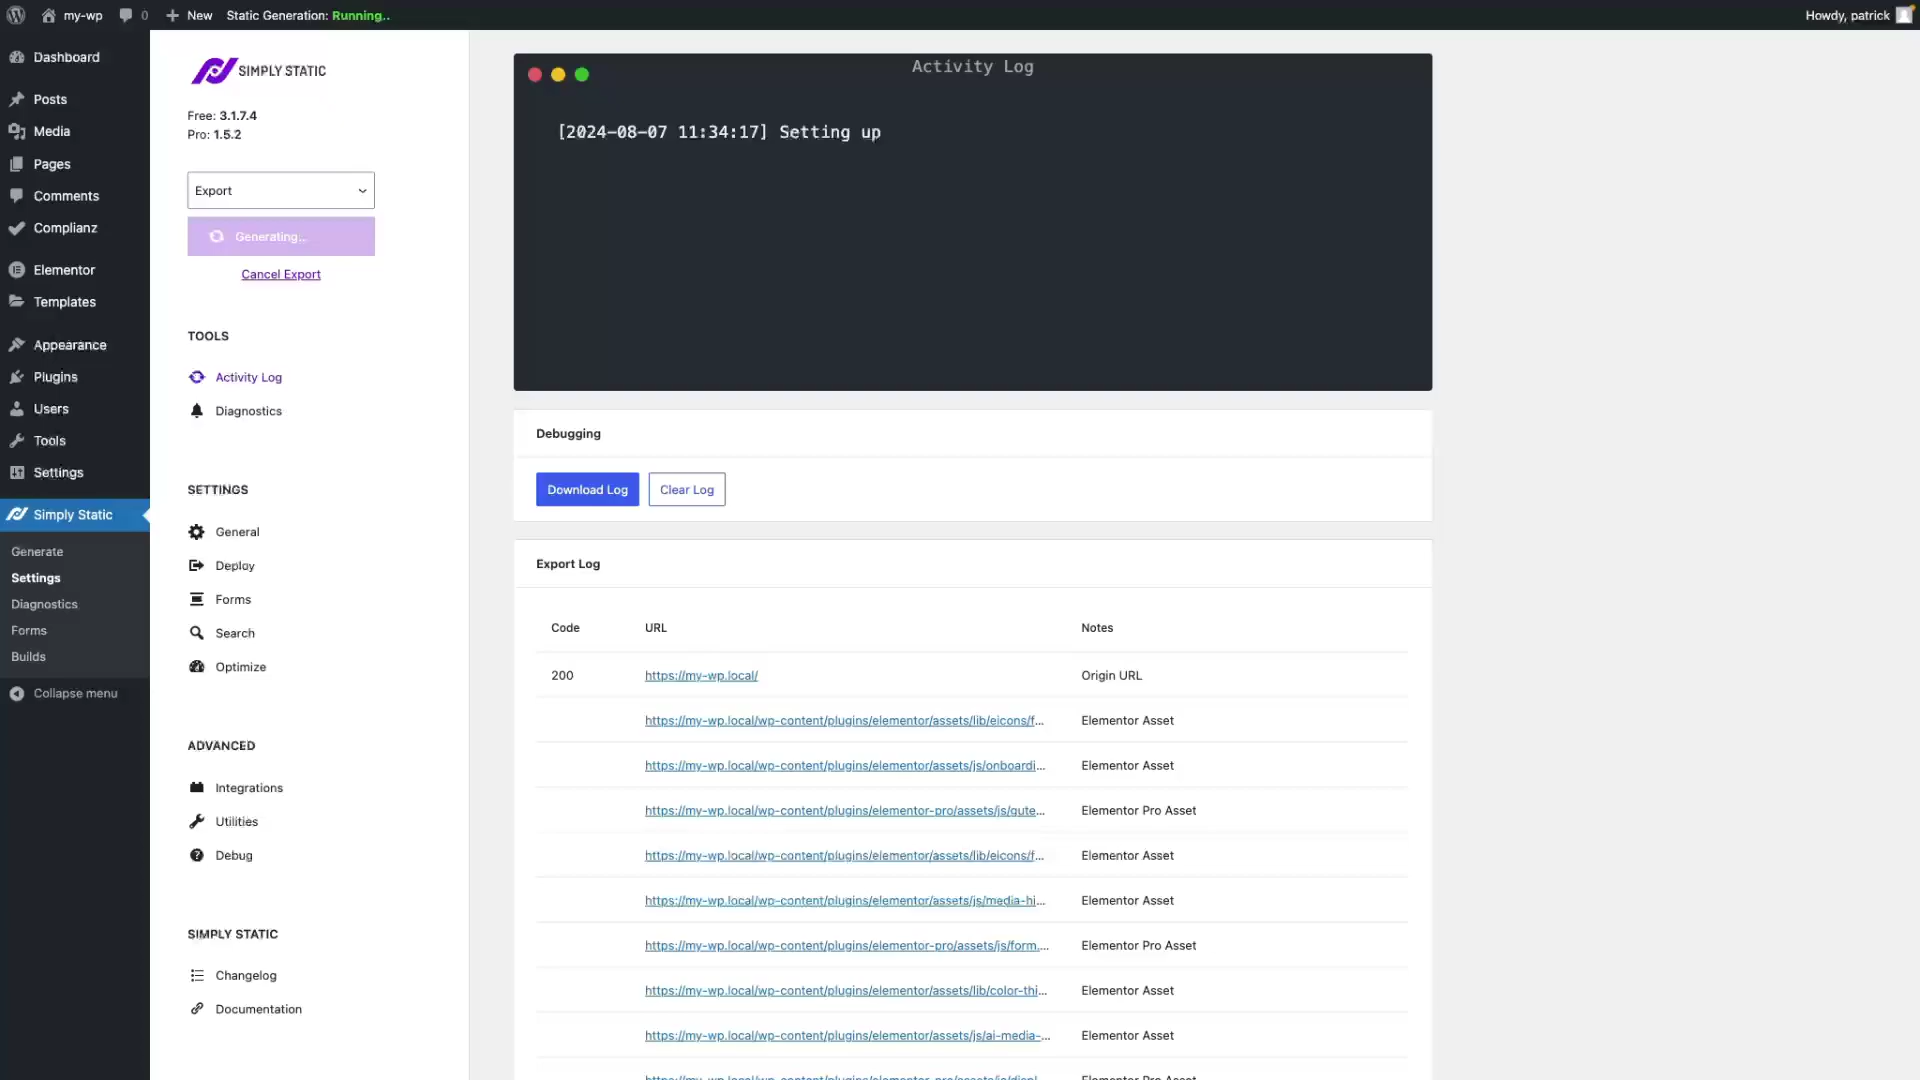 my-wp
0
New
Static Generation: Running..
Howdy, patrick
Dashboard
Posts
Media
Pages
Comments
Complianz
Elementor
Templates
Appearance
Plugins
Users
Tools
Settings
Simply Static
Generate
Settings
Diagnostics
Forms
Builds
Collapse menu
SIMPLY STATIC
Free: 3.1.7.4
Pro: 1.5.2
Export
Generating...
Cancel Export
TOOLS
Activity Log
Diagnostics
SETTINGS
General
Deploy
Forms
Search
Optimize
ADVANCED
Integrations
Utilities
Debug
SIMPLY STATIC
Changelog
Documentation
Activity Log
[2024-08-07 11:34:17] Setting up
Debugging
Download Log
Clear Log
Export Log
Code URL Notes
200 https://my-wp.local/ Origin URL
https://my-wp.local/wp-content/plugins/elementor/assets/lib/eicons/f... Elementor Asset
https://my-wp.local/wp-content/plugins/elementor/assets/js/onboardi... Elementor Asset
https://my-wp.local/wp-content/plugins/elementor-pro/assets/js/gute... Elementor Pro Asset
https://my-wp.local/wp-content/plugins/elementor/assets/lib/eicons/f... Elementor Asset
https://my-wp.local/wp-content/plugins/elementor/assets/js/media-hi... Elementor Asset
https://my-wp.local/wp-content/plugins/elementor-pro/assets/js/form.... Elementor Pro Asset
https://my-wp.local/wp-content/plugins/elementor/assets/lib/color-thi... Elementor Asset
https://my-wp.local/wp-content/plugins/elementor/assets/js/ai-media-... Elementor Asset